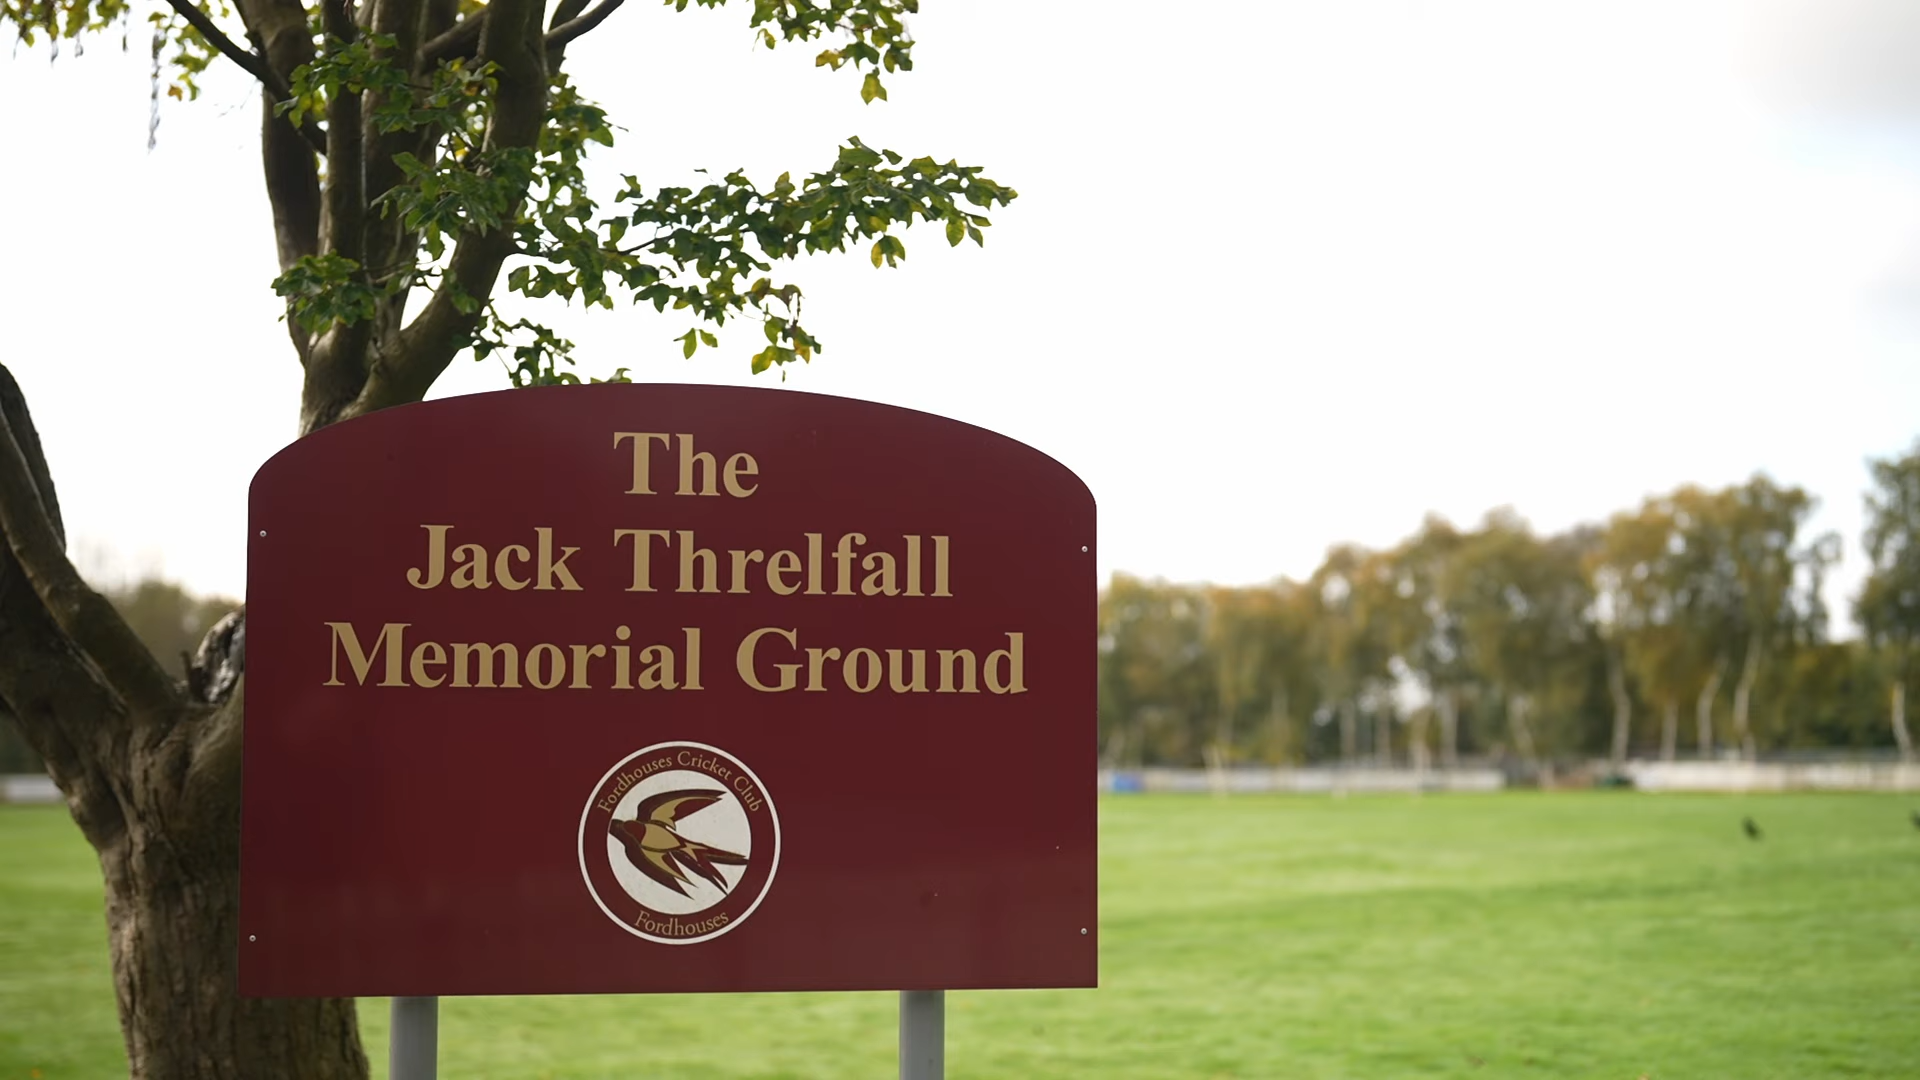 The
Jack Threlfall
Memorial Ground
Fordhouses Cricket Club
Fordhouses